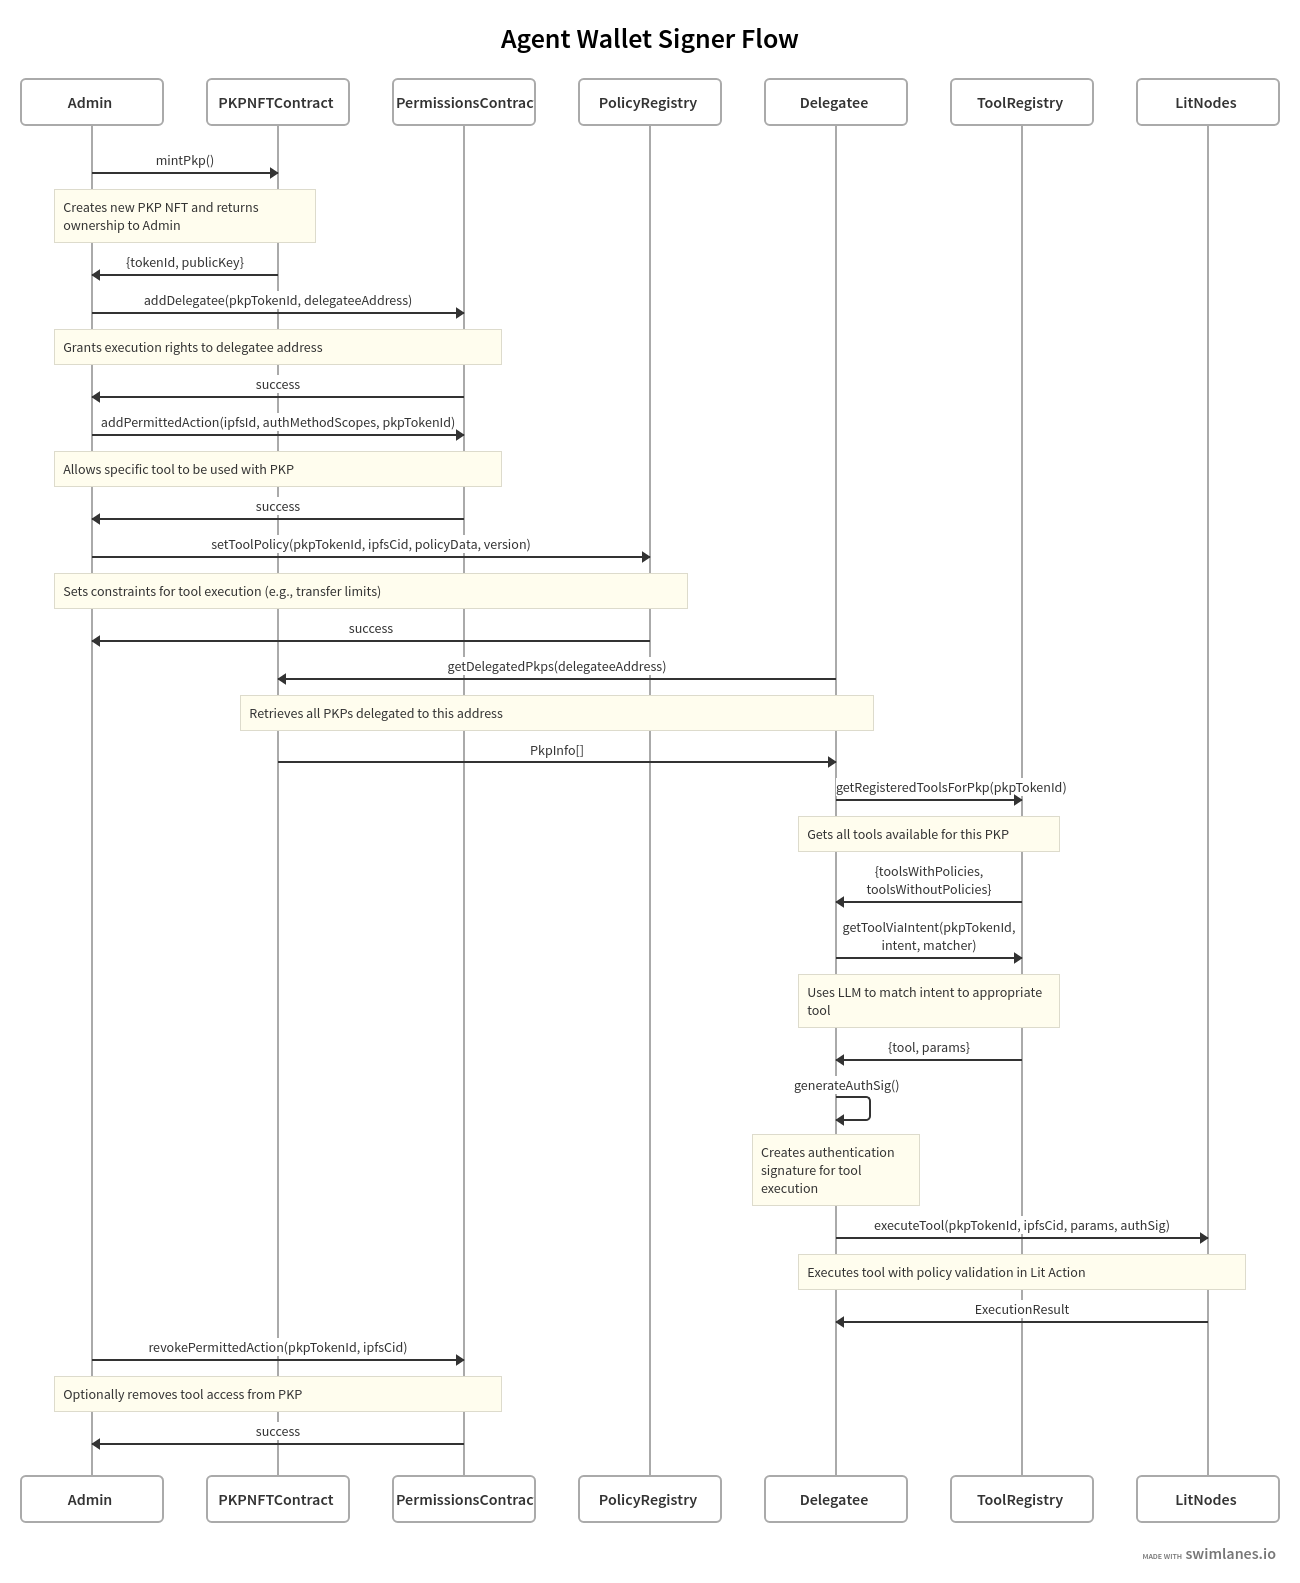 Agent Wallet Signer Flow
Admin
PKPNFTContract
PermissionsContrac
PolicyRegistry
Delegatee
ToolRegistry
LitNodes
mintPkp()
Creates new PKP NFT and returns
ownership to Admin
{tokenId, publicKey}
addDelegatee(pkpTokenId, delegateeAddress)
Grants execution rights to delegatee address
success
addPermittedAction(ipfsId, authMethodScopes, pkpTokenId)
Allows specific tool to be used with PKP
success
setToolPolicy(pkpTokenId, ipfsCid, policyData, version)
Sets constraints for tool execution (e.g., transfer limits)
success
getDelegatedPkps(delegateeAddress)
Retrieves all PKPs delegated to this address
PkpInfo[]
getRegisteredToolsForPkp(pkpTokenId)
Gets all tools available for this PKP
{toolsWithPolicies,
toolsWithoutPolicies}
getToolViaIntent(pkpTokenId,
intent, matcher)
Uses LLM to match intent to appropriate
tool
{tool, params}
generateAuthSig()
Creates authentication
signature for tool
execution
executeTool(pkpTokenId, ipfsCid, params, authSig)
Executes tool with policy validation in Lit Action
ExecutionResult
revokePermittedAction(pkpTokenId, ipfsCid)
Optionally removes tool access from PKP
success
Admin
PKPNFTContract
PermissionsContrac
PolicyRegistry
Delegatee
ToolRegistry
LitNodes
MADE WITH swimlanes.io